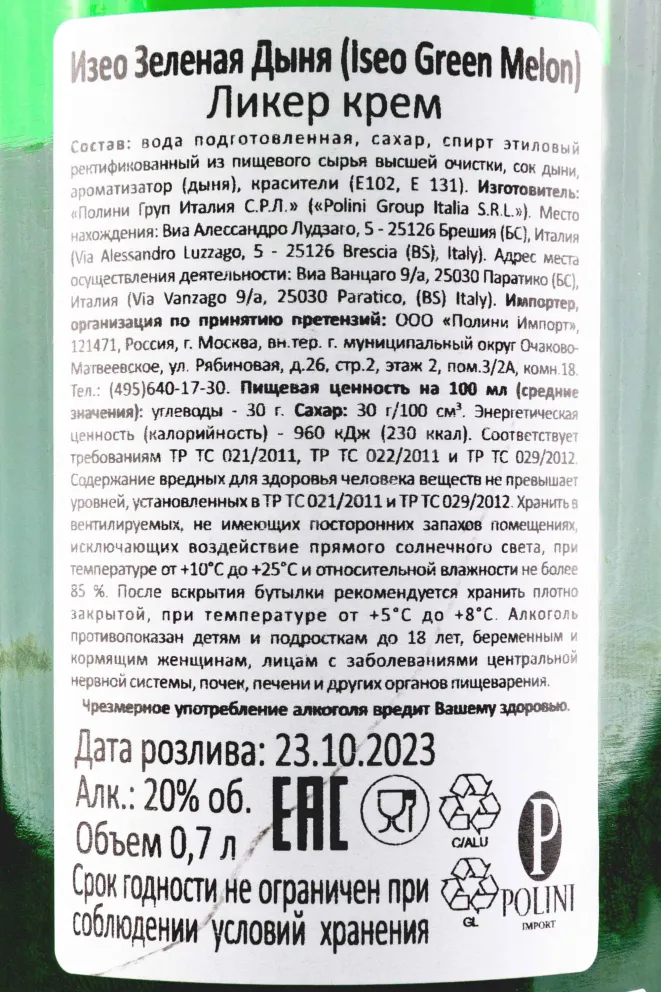 Изео Зеленая Дыня (Iseo Green Melon)
Ликер крем
Состав: вода подготовленная, сахар, спирт этиловый
ректификованный из пищевого сырья высшей очистки, сок дыни,
ароматизатор (дыня), красители (Е102, Е 131). Изготовитель:
«Полини Груп Италия С.Р.Л.» («Polini Group Italia S.R.L.»). Место
нахождения: Виа Алессандро Лудзаго, 5 - 25126 Брешия (БС), Италия
(Via Alessandro Luzzago, 5 - 25126 Brescia (BS), Italy). Адрес места
осуществления деятельности: Виа Ванцаго 9/а, 25030 Паратико (БС),
Италия (Via Vanzago 9/a, 25030 Paratico, (BS) Italy). Импортер,
организация по принятию претензий: ООО «Полини Импорт»,
121471, Россия, г. Москва, вн.тер. г. муниципальный округ Очаково-
Матвеевское, ул. Рябиновая, д.26, стр.2, этаж 2, пом.3/2А, комн.18.
Тел.: (495)640-17-30. Пищевая ценность на 100 мл (средние
значения): углеводы - 30 г. Сахар: 30 г/100 см³. Энергетическая
ценность (калорийность) - 960 кДж (230 ккал). Соответствует
требованиям ТР ТС 021/2011, ТР ТС 022/2011 и ТР ТС 029/2012.
Содержание вредных для здоровья человека веществ не превышает
уровней, установленных в ТР ТС 021/2011 и ТР ТС 029/2012. Хранить в
вентилируемых, не имеющих посторонних запахов помещениях,
исключающих воздействие прямого солнечного света, при
температуре от +10°С до +25°С и относительной влажности не более
85 %. После вскрытия бутылки рекомендуется хранить плотно
закрытой, при температуре от +5°С до +8°С. Алкоголь
противопоказан детям и подросткам до 18 лет, беременным и
кормящим женщинам, лицам с заболеваниями центральной
нервной системы, почек, печени и других органов пищеварения.
Чрезмерное употребление алкоголя вредит Вашему здоровью.
Дата розлива: 23.10.2023
Алк.: 20% об.
Объем 0,7 л
Срок годности не ограничен при
соблюдении условий хранения
EAC
C/ALU
GL
P
POLINI
IMPORT